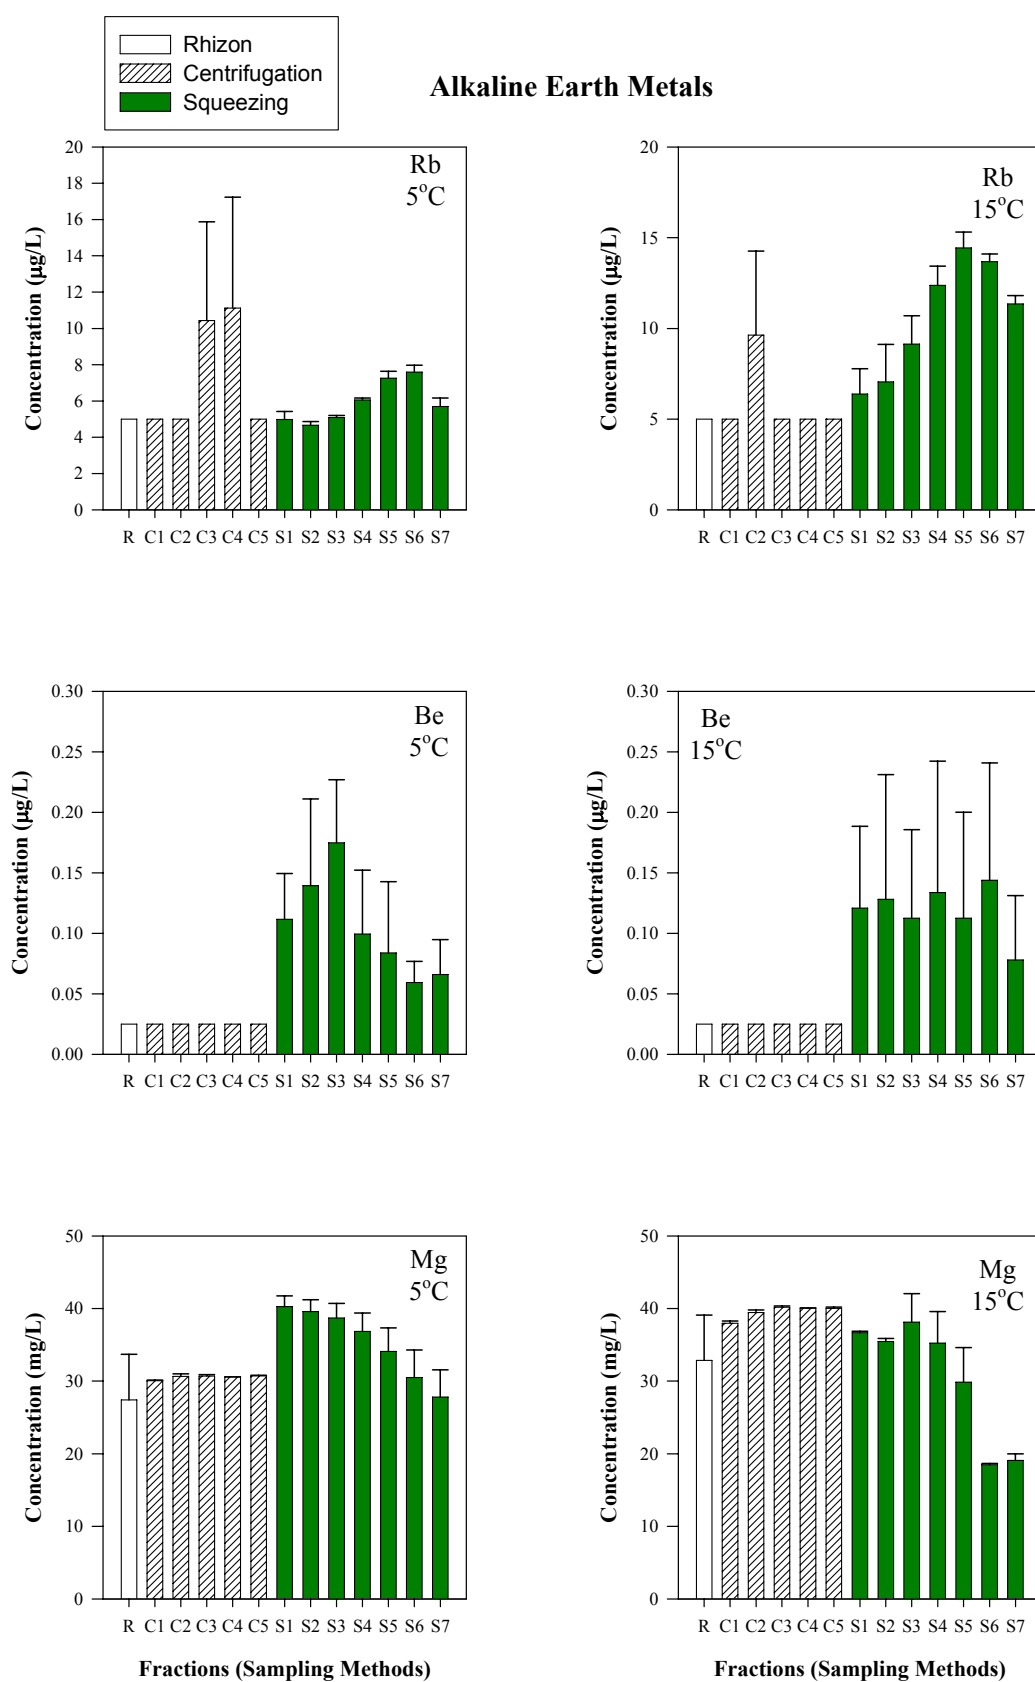 Rhizon
Centrifugation
Squeezing
Alkaline Earth Metals
Concentration (µg/L)
20
18
16
14
12
10
8
6
4
2
0
Rb
5°C
R C1 C2 C3 C4 C5 S1 S2 S3 S4 S5 S6 S7
Concentration (µg/L)
20
15
10
5
0
Rb
15°C
R C1 C2 C3 C4 C5 S1 S2 S3 S4 S5 S6 S7
Concentration (µg/L)
0.30
0.25
0.20
0.15
0.10
0.05
0.00
Be
5°C
R C1 C2 C3 C4 C5 S1 S2 S3 S4 S5 S6 S7
Concentration (µg/L)
0.30
0.25
0.20
0.15
0.10
0.05
0.00
Be
15°C
R C1 C2 C3 C4 C5 S1 S2 S3 S4 S5 S6 S7
Concentration (mg/L)
50
40
30
20
10
0
Mg
5°C
R C1 C2 C3 C4 C5 S1 S2 S3 S4 S5 S6 S7
Fractions (Sampling Methods)
Concentration (mg/L)
50
40
30
20
10
0
Mg
15°C
R C1 C2 C3 C4 C5 S1 S2 S3 S4 S5 S6 S7
Fractions (Sampling Methods)